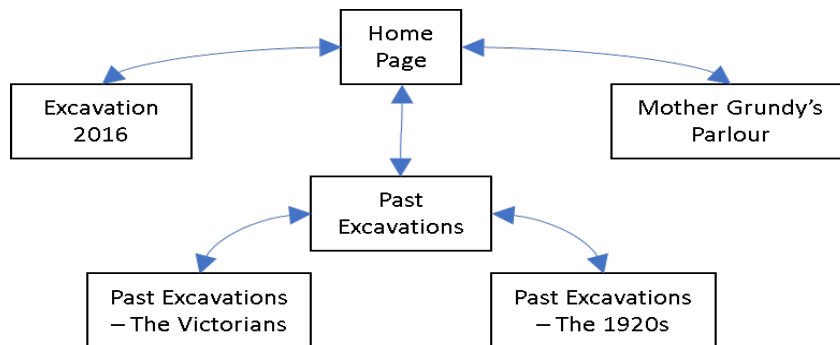 Home
Page
Excavation
2016
Mother Grundy’s
Parlour
Past
Excavations
Past Excavations
– The Victorians
Past Excavations
– The 1920s